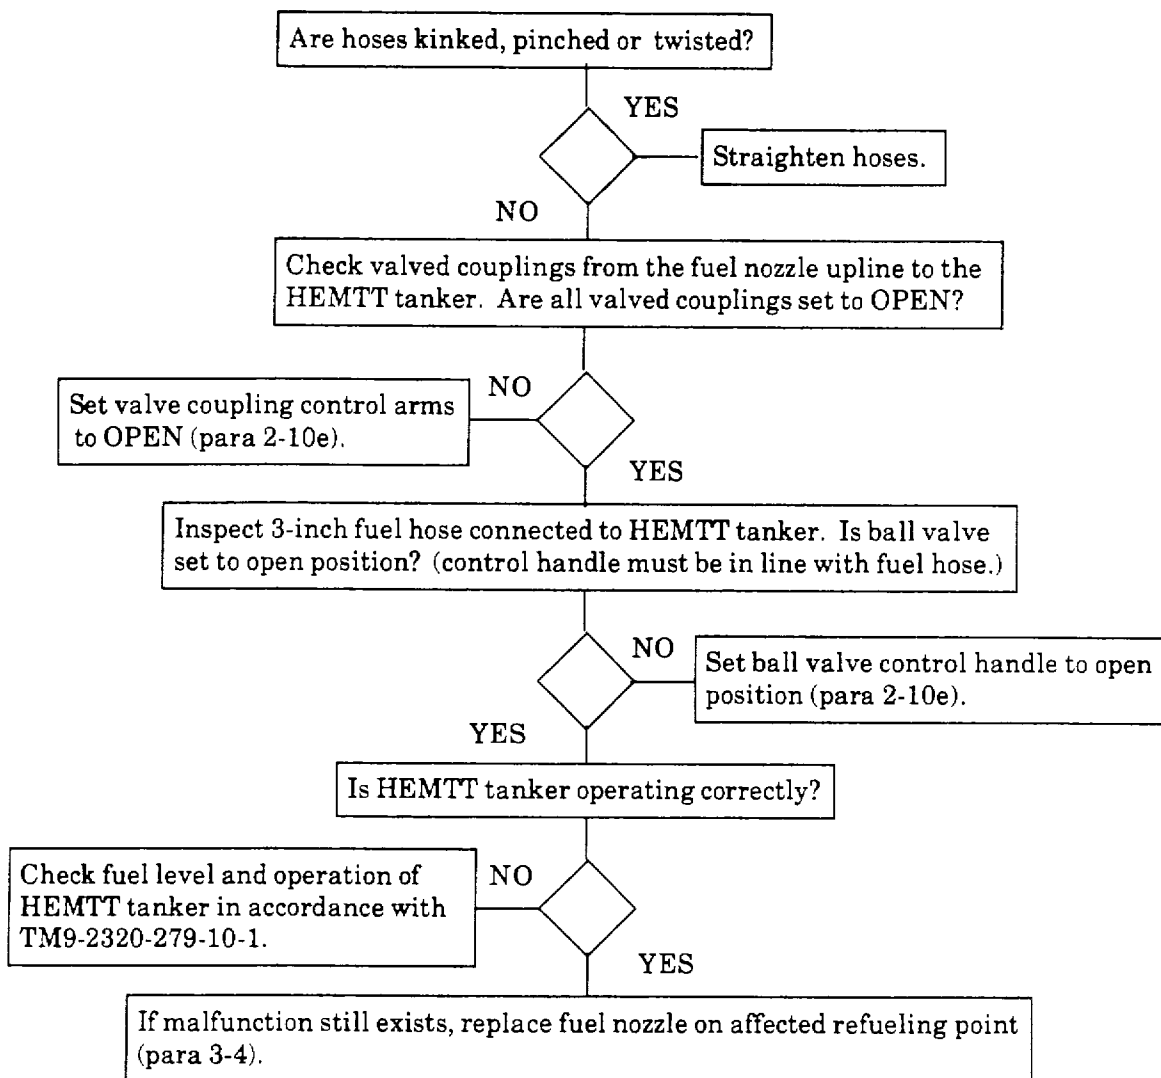 Are hoses kinked, pinched or twisted?
YES
Straighten hoses.
NO
Check valved couplings from the fuel nozzle upline to the
HEMTT tanker. Are all valved couplings set to OPEN?
NO
Set valve coupling control arms
to OPEN (para 2-10e).
YES
Inspect 3-inch fuel hose connected to HEMTT tanker. Is ball valve
set to open position? (control handle must be in line with fuel hose.)
NO
Set ball valve control handle to open
position (para 2-10e).
YES
Is HEMTT tanker operating correctly?
NO
Check fuel level and operation of
HEMTT tanker in accordance with
TM9-2320-279-10-1.
YES
If malfunction still exists, replace fuel nozzle on affected refueling point
(para 3-4).